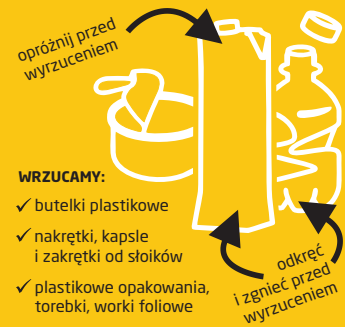 opróżnij przed
wyrzuceniem
WRZUCAMY:
✓ butelki plastikowe
✓ nakrętki, kapsle
i zakrętki od słoików
✓ plastikowe opakowania,
torebki, worki foliowe
odkręć
i zgnieć przed
wyrzuceniem